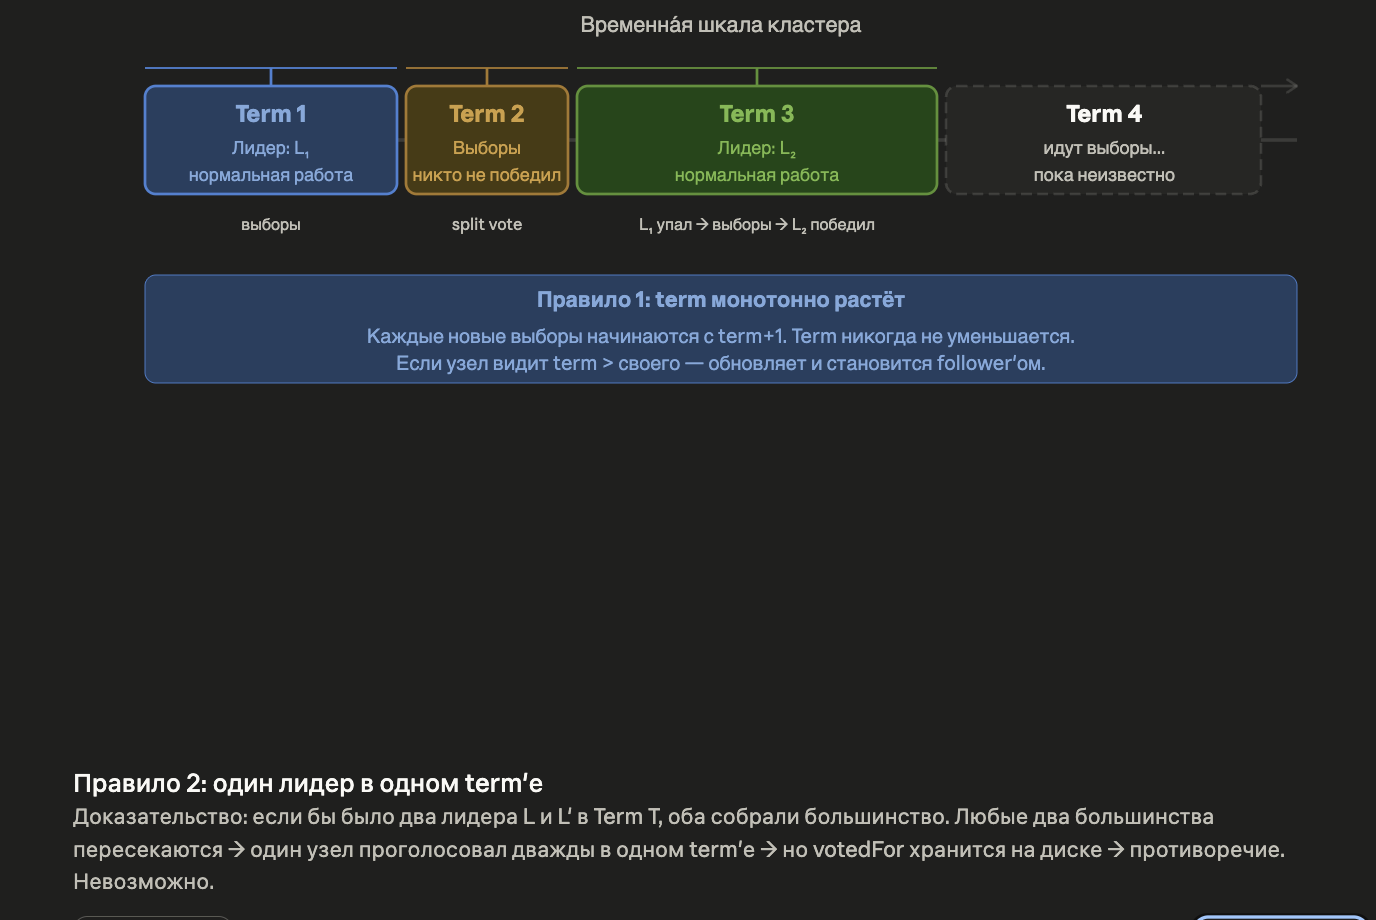 Временна́я шкала кластера
Term 1
Лидер: L₁
нормальная работа
выборы
Term 2
Выборы
никто не победил
split vote
Term 3
Лидер: L₂
нормальная работа
L₁ упал → выборы → L₂ победил
Term 4
идут выборы...
пока неизвестно
Правило 1: term монотонно растёт
Каждые новые выборы начинаются с term+1. Term никогда не уменьшается.
Если узел видит term > своего — обновляет и становится follower'ом.
Правило 2: один лидер в одном term'е
Доказательство: если бы было два лидера L и L' в Term T, оба собрали большинство. Любые два большинства
пересекаются → один узел проголосовал дважды в одном term'е → но votedFor хранится на диске → противоречие.
Невозможно.